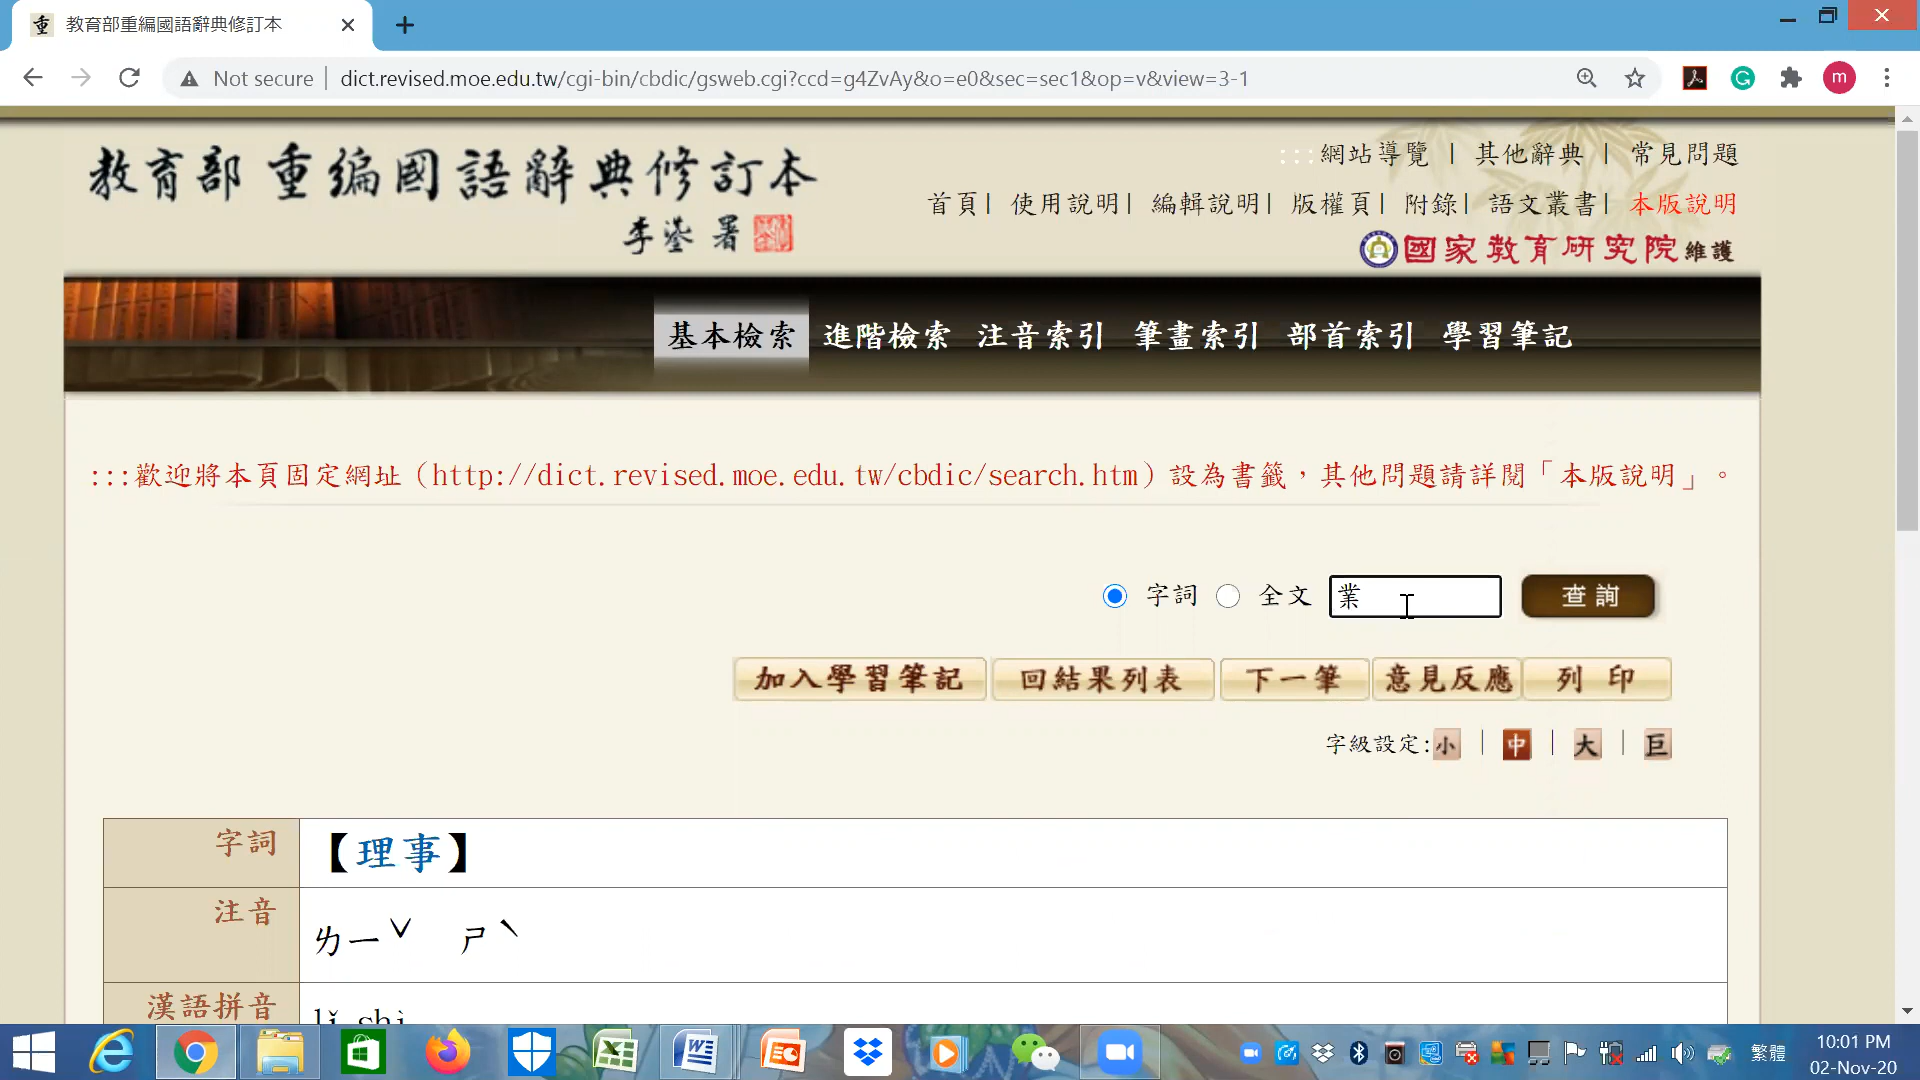 教育部重編國語辭典修訂本
Not secure | dict.revised.moe.edu.tw/cgi-bin/cbdic/gsweb.cgi?ccd=g4ZvAy&o=e0&sec=sec1&op=v&view=3-1
m
:::網站導覽 | 其他辭典 | 常見問題
教育部 重編國語辭典修訂本
首頁| 使用說明| 編輯說明| 版權頁| 附錄| 語文叢書| 本版說明
李鍌 署
國家教育研究院維護
基本檢索 進階檢索 注音索引 筆畫索引 部首索引 學習筆記
:::歡迎將本頁固定網址（http://dict.revised.moe.edu.tw/cbdic/search.htm）設為書籤，其他問題請詳閱「本版說明」。
字詞 全文 業 查詢
加入學習筆記 回結果列表 下一筆 意見反應 列 印
字級設定:小 | 中 | 大 | 巨
字詞 【理事】
注音 ㄌㄧˇ ㄕˋ
漢語拼音 lǐ shì
10:01 PM
繁體
02-Nov-20